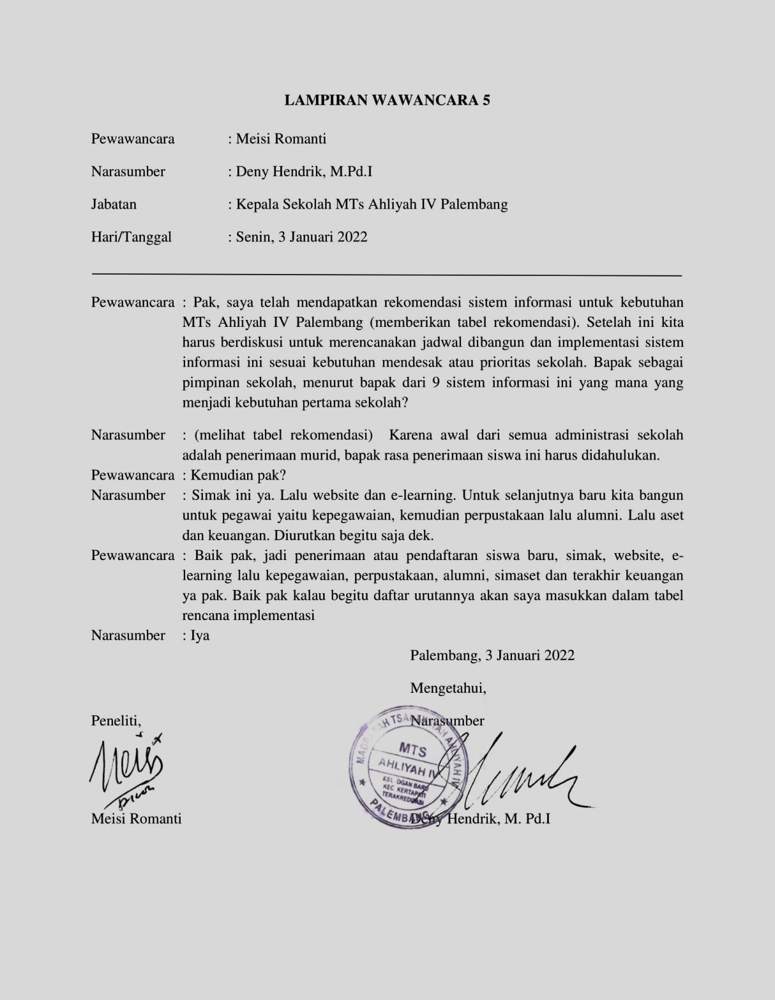 LAMPIRAN WAWANCARA 5
Pewawancara : Meisi Romanti
Narasumber : Deny Hendrik, M.Pd.I
Jabatan : Kepala Sekolah MTs Ahliyah IV Palembang
Hari/Tanggal : Senin, 3 Januari 2022
Pewawancara : Pak, saya telah mendapatkan rekomendasi sistem informasi untuk kebutuhan
MTs Ahliyah IV Palembang (memberikan tabel rekomendasi). Setelah ini kita
harus berdiskusi untuk merencanakan jadwal dibangun dan implementasi sistem
informasi ini sesuai kebutuhan mendesak atau prioritas sekolah. Bapak sebagai
pimpinan sekolah, menurut bapak dari 9 sistem informasi ini yang mana yang
menjadi kebutuhan pertama sekolah?
Narasumber : (melihat tabel rekomendasi) Karena awal dari semua administrasi sekolah
adalah penerimaan murid, bapak rasa penerimaan siswa ini harus didahulukan.
Pewawancara : Kemudian pak?
Narasumber : Simak ini ya. Lalu website dan e-learning. Untuk selanjutnya baru kita bangun
untuk pegawai yaitu kepegawaian, kemudian perpustakaan lalu alumni. Lalu aset
dan keuangan. Diurutkan begitu saja dek.
Pewawancara : Baik pak, jadi penerimaan atau pendaftaran siswa baru, simak, website, e-
learning lalu kepegawaian, perpustakaan, alumni, simaset dan terakhir keuangan
ya pak. Baik pak kalau begitu daftar urutannya akan saya masukkan dalam tabel
rencana implementasi
Narasumber : Iya
Palembang, 3 Januari 2022
Mengetahui,
Peneliti, Narasumber
MTS
AHLIYAH IV
KEL OGAN BARU
KEC KERTAPATI
PALEMBANG
Meisi
Meisi Romanti Deny Hendrik, M. Pd.I